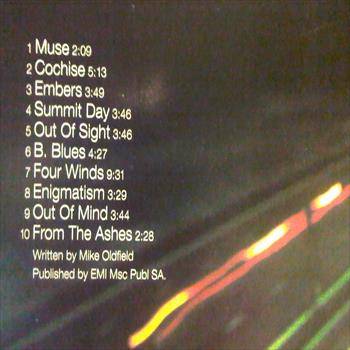 1 Muse 2:09
2 Cochise 5:13
3 Embers 3:49
4 Summit Day 3:46
5 Out Of Sight 3:46
6 B. Blues 4:27
7 Four Winds 9:31
8 Enigmatism 3:29
9 Out Of Mind 3:44
10 From The Ashes 2:28
Written by Mike Oldfield
Published by EMI Msc Publ SA.